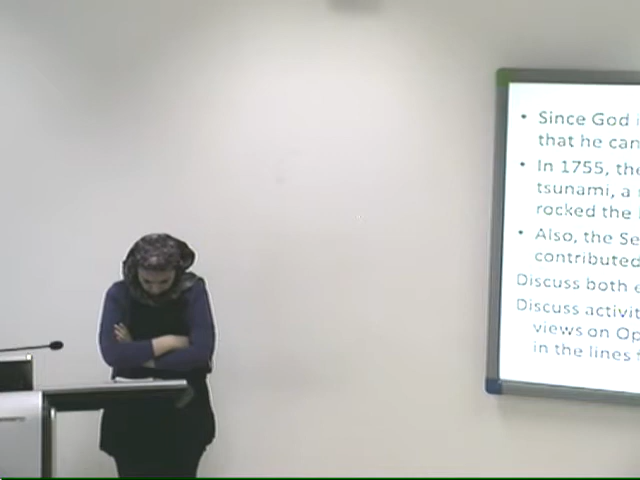 • Since God
that he can
• In 1755, the
tsunami, a
rocked the
• Also, the Se
contributed
Discuss both
Discuss activit
views on Op
in the lines